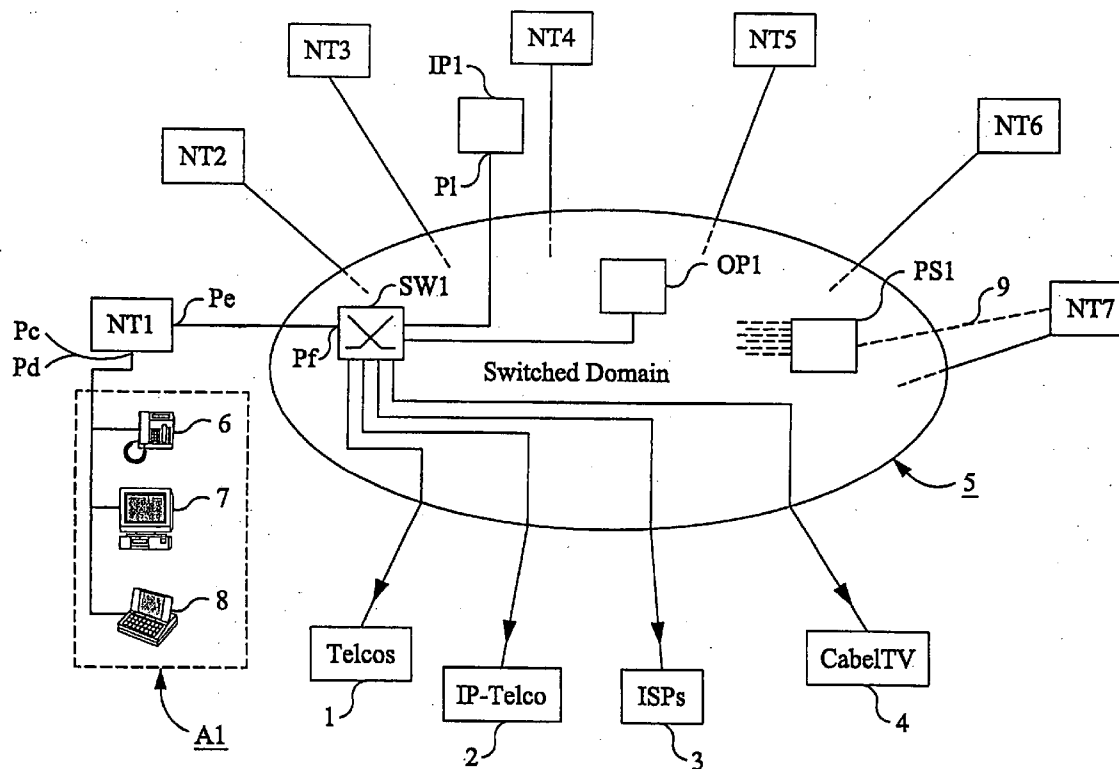 NT3
NT4
NT5
IP1
NT2
P1
NT6
OP1
PS1
SW1
9
NT7
NT1
Pe
Pf
Pc
Pd
Switched Domain
6
5
7
8
Telcos
IP-Telco
ISPs
CabelTV
1
2
3
4
A1